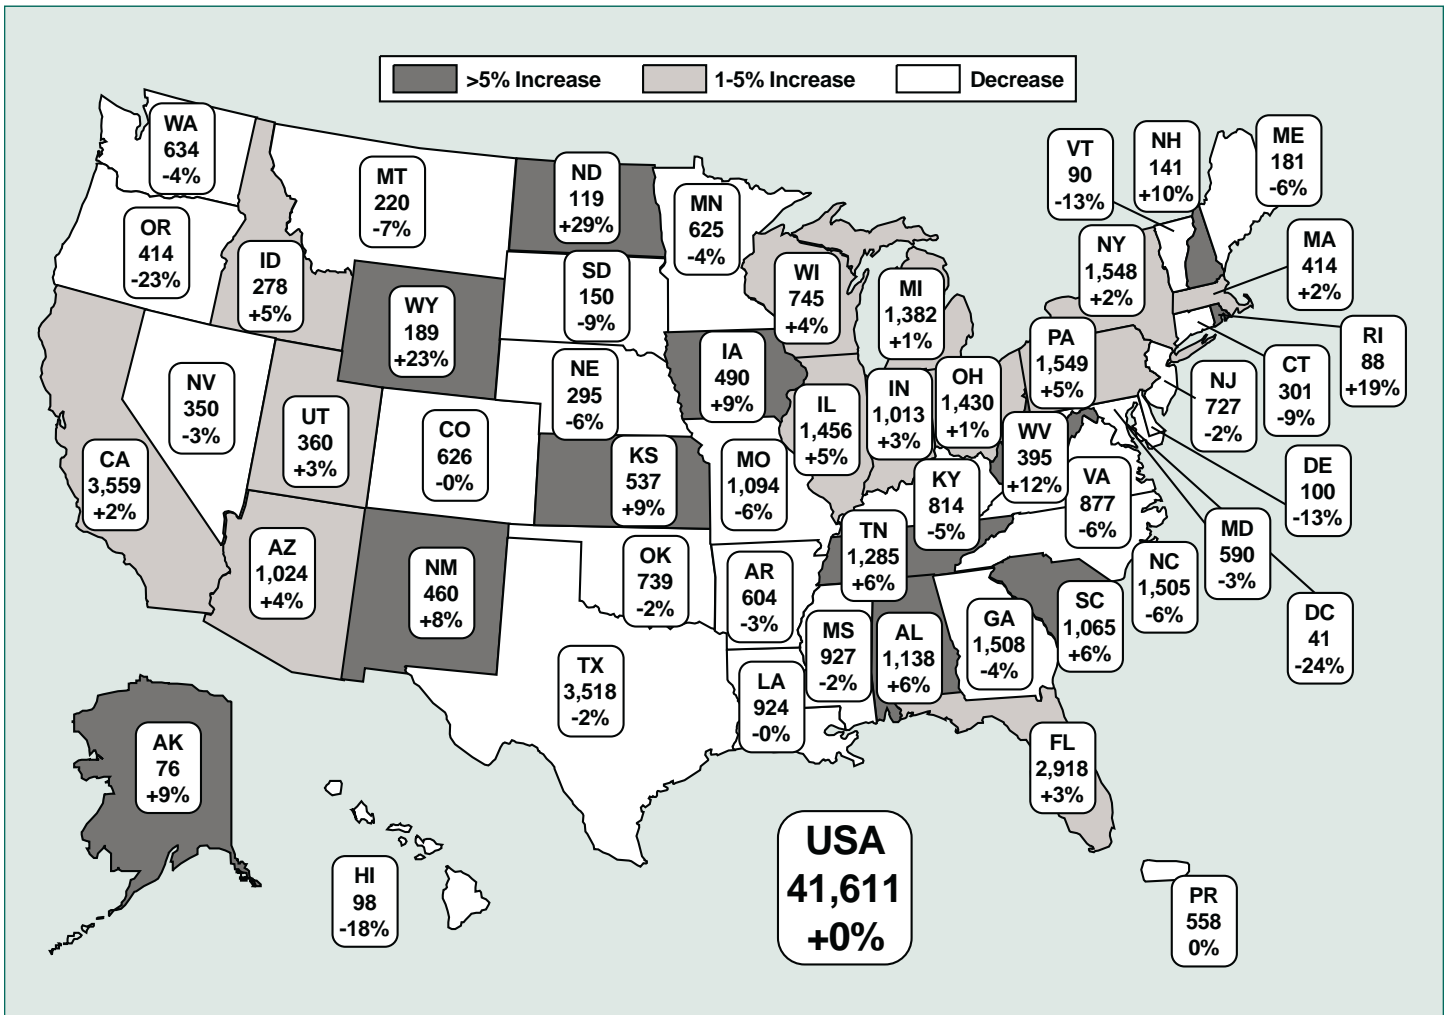 >5% Increase
1-5% Increase
Decrease
WA
634
-4%
OR
414
-23%
ID
278
+5%
MT
220
-7%
ND
119
+29%
MN
625
-4%
SD
150
-9%
WY
189
+23%
NV
350
-3%
UT
360
+3%
CA
3,559
+2%
CO
626
-0%
NE
295
-6%
IA
490
+9%
WI
745
+4%
MI
1,382
+1%
IL
1,456
+5%
IN
1,013
+3%
OH
1,430
+1%
PA
1,549
+5%
NY
1,548
+2%
VT
90
-13%
NH
141
+10%
ME
181
-6%
MA
414
+2%
RI
88
+19%
CT
301
-9%
NJ
727
-2%
DE
100
-13%
MD
590
-3%
DC
41
-24%
WV
395
+12%
VA
877
-6%
KY
814
-5%
KS
537
+9%
MO
1,094
-6%
AZ
1,024
+4%
NM
460
+8%
OK
739
-2%
AR
604
-3%
TN
1,285
+6%
NC
1,505
-6%
SC
1,065
+6%
GA
1,508
-4%
AL
1,138
+6%
MS
927
-2%
LA
924
-0%
TX
3,518
-2%
FL
2,918
+3%
AK
76
+9%
HI
98
-18%
USA
41,611
+0%
PR
558
0%